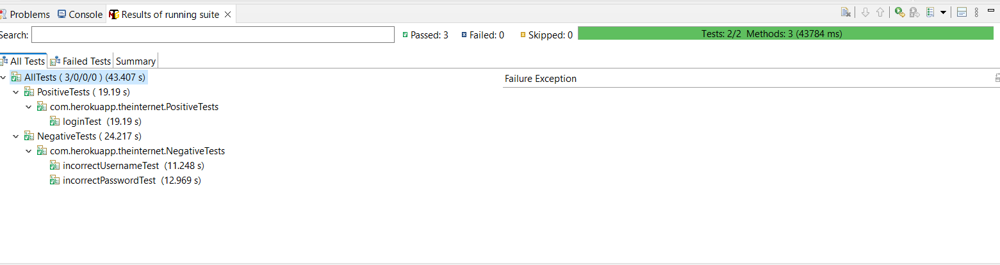 Problems Console Results of running suite
Search: Passed: 3 Failed: 0 Skipped: 0 Tests: 2/2 Methods: 3 (43784 ms)
All Tests Failed Tests Summary
AllTests ( 3/0/0/0 ) (43.407 s) Failure Exception
PositiveTests ( 19.19 s)
com.herokuapp.theinternet.PositiveTests
loginTest (19.19 s)
NegativeTests ( 24.217 s)
com.herokuapp.theinternet.NegativeTests
incorrectUsernameTest (11.248 s)
incorrectPasswordTest (12.969 s)